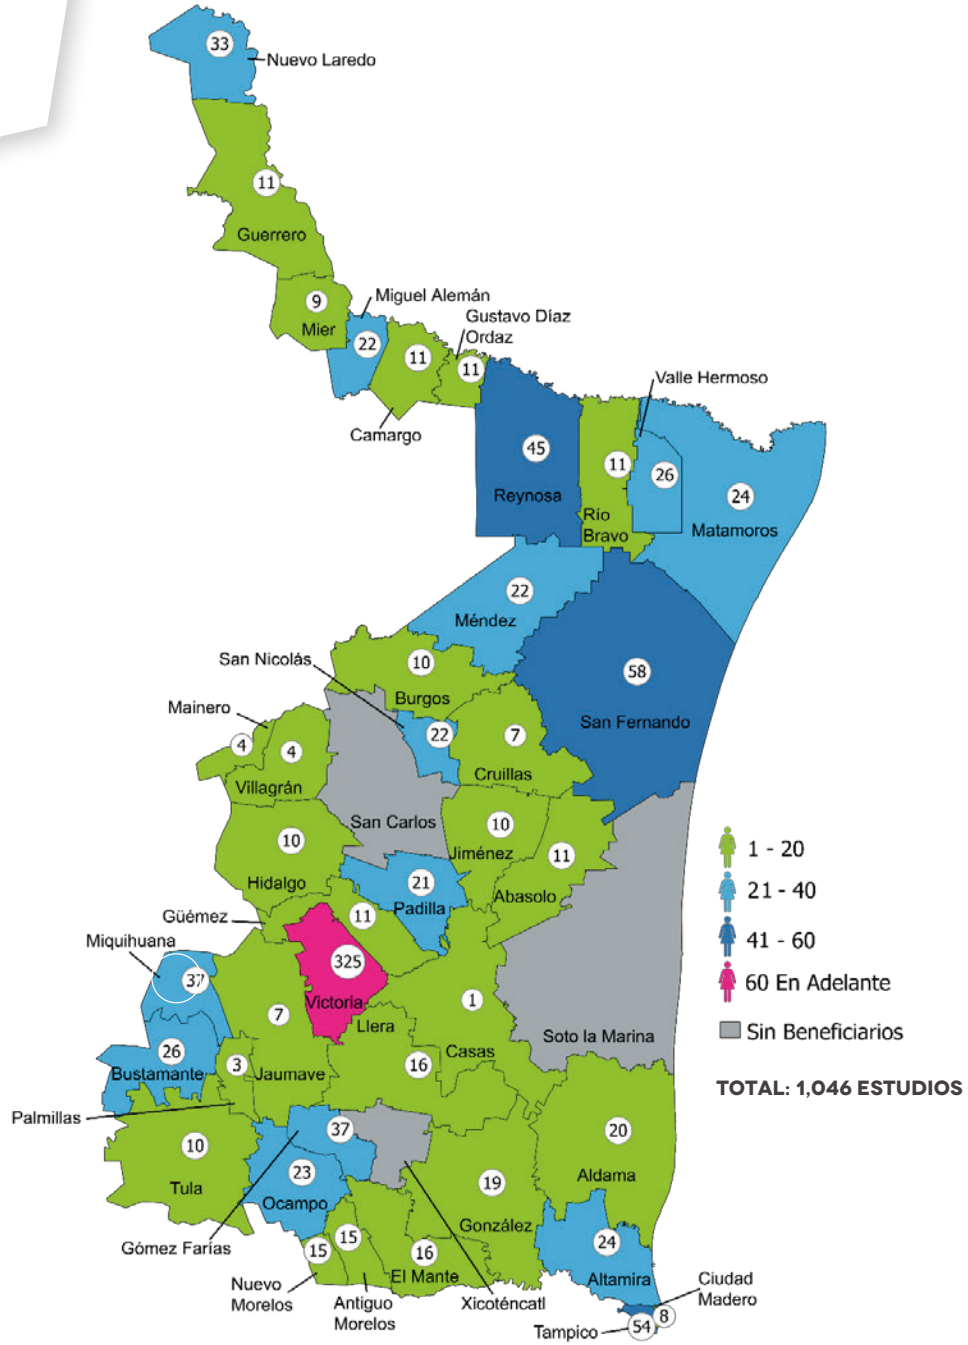 33
Nuevo Laredo
11
Guerrero
9
Mier
Miguel Alemán
22
Gustavo Díaz
Ordaz
11
11
Camargo
Valle Hermoso
45
Reynosa
11
Río
Bravo
26
24
Matamoros
22
Méndez
San Nicolás
10
Burgos
58
San Fernando
Mainero
4
4
Villagrán
22
7
Cruillas
San Carlos
10
Jiménez
11
Abasolo
10
Hidalgo
21
Padilla
Güémez
11
Miquihuana
37
325
Victoria
7
Jaumave
Llera
16
1
Casas
Soto la Marina
26
Bustamante
3
Palmillas
10
Tula
37
23
Ocampo
Gómez Farías
19
González
20
Aldama
15
Nuevo
Morelos
15
Antiguo
Morelos
16
El Mante
Xicoténcatl
24
Altamira
Ciudad
Madero
8
Tampico
54
1 - 20
21 - 40
41 - 60
60 En Adelante
Sin Beneficiarios
TOTAL: 1,046 ESTUDIOS